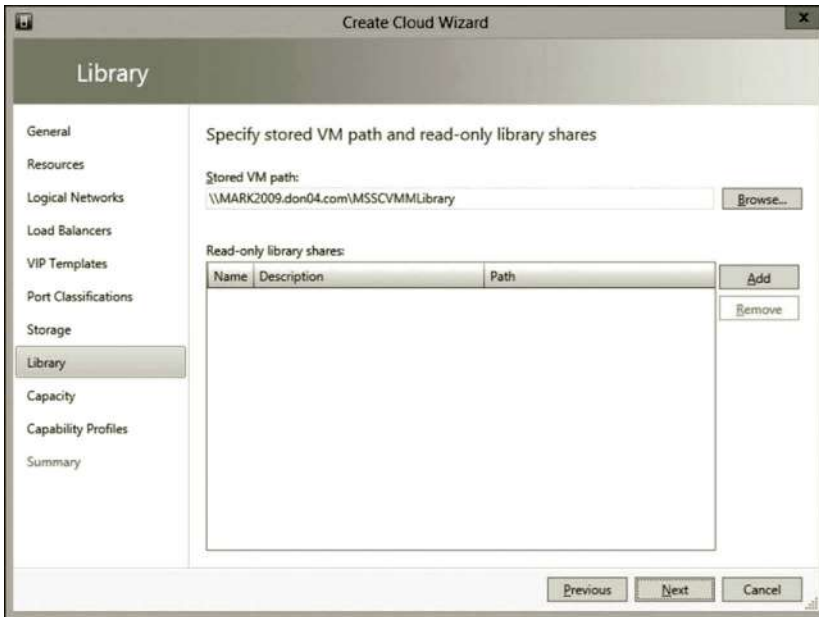 Create Cloud Wizard
x
Library
General
Resources
Logical Networks
Load Balancers
VIP Templates
Port Classifications
Storage
Library
Capacity
Capability Profiles
Summary
Specify stored VM path and read-only library shares
Stored VM path:
\\MARK2009.don04.com\MSSCVMMLibrary
Browse...
Read-only library shares:
Name Description Path
Add
Remove
Previous Next Cancel